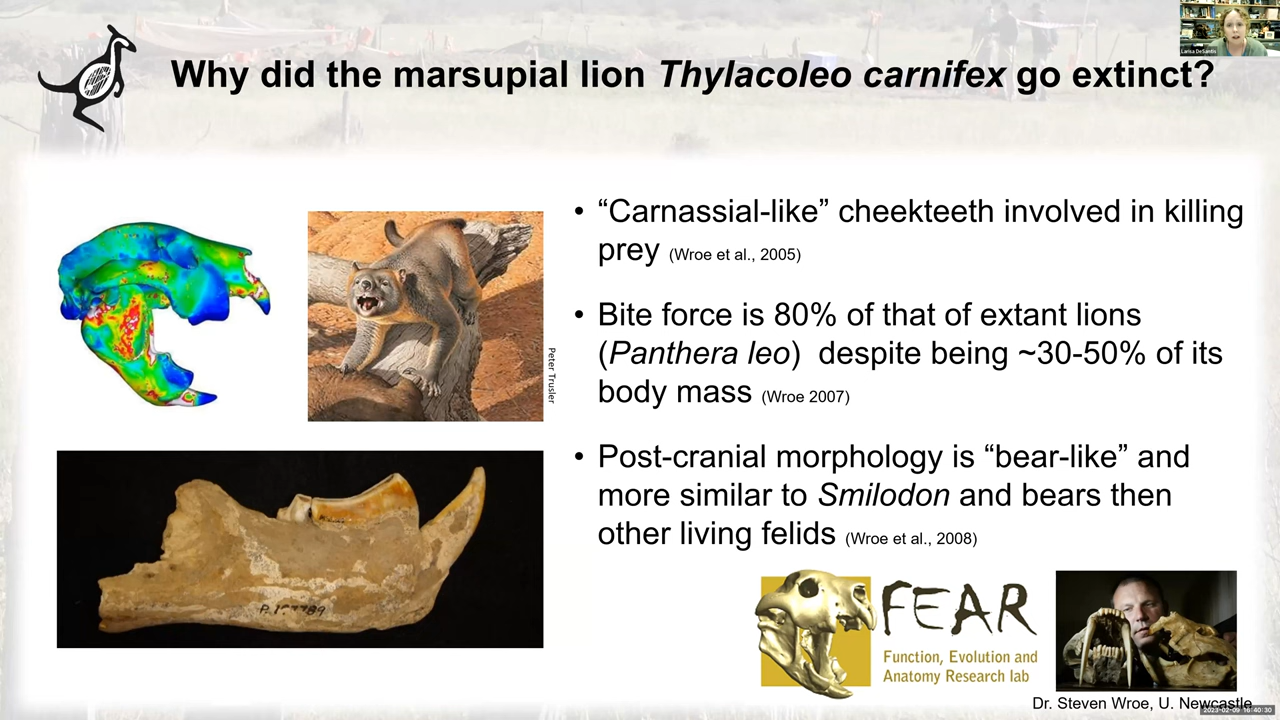 Larisa DeSantis
Why did the marsupial lion Thylacoleo carnifex go extinct?
• “Carnassial-like” cheekteeth involved in killing
prey (Wroe et al., 2005)
• Bite force is 80% of that of extant lions
(Panthera leo) despite being ~30-50% of its
body mass (Wroe 2007)
• Post-cranial morphology is “bear-like” and
more similar to Smilodon and bears then
other living felids (Wroe et al., 2008)
Peter Trusler
FEAR
Function, Evolution and
Anatomy Research lab
Dr. Steven Wroe, U. Newcastle